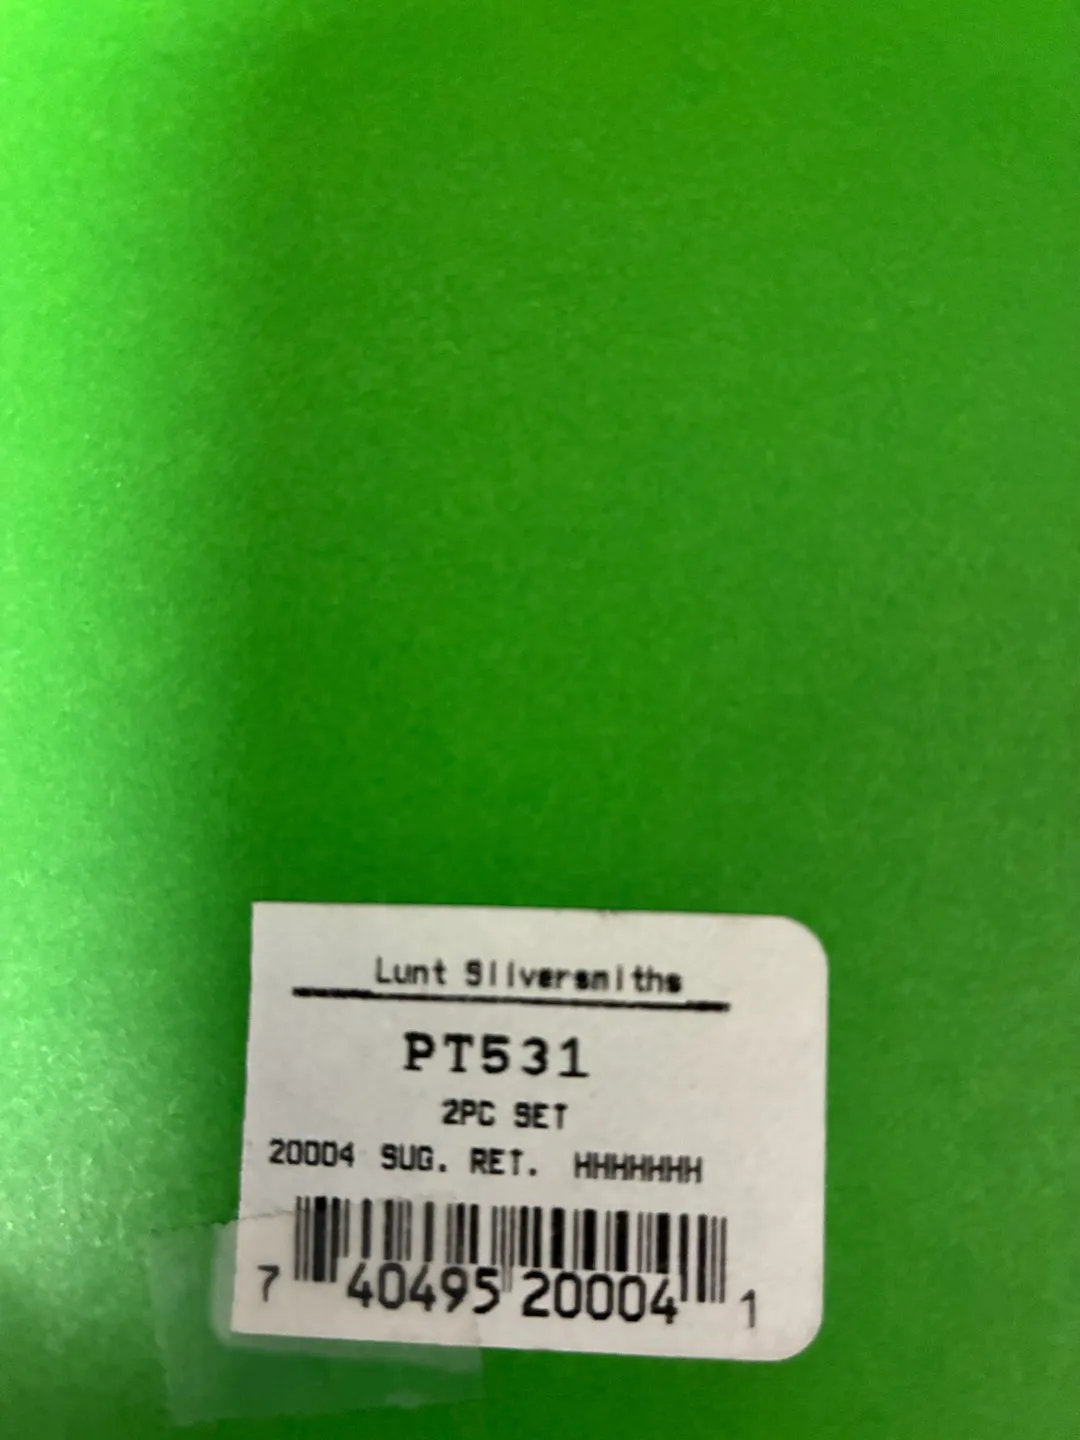 Lunt Silversmiths
PT531
2PC SET
20004 SUG. RET. HHHHHHH
7 40495 20004 1